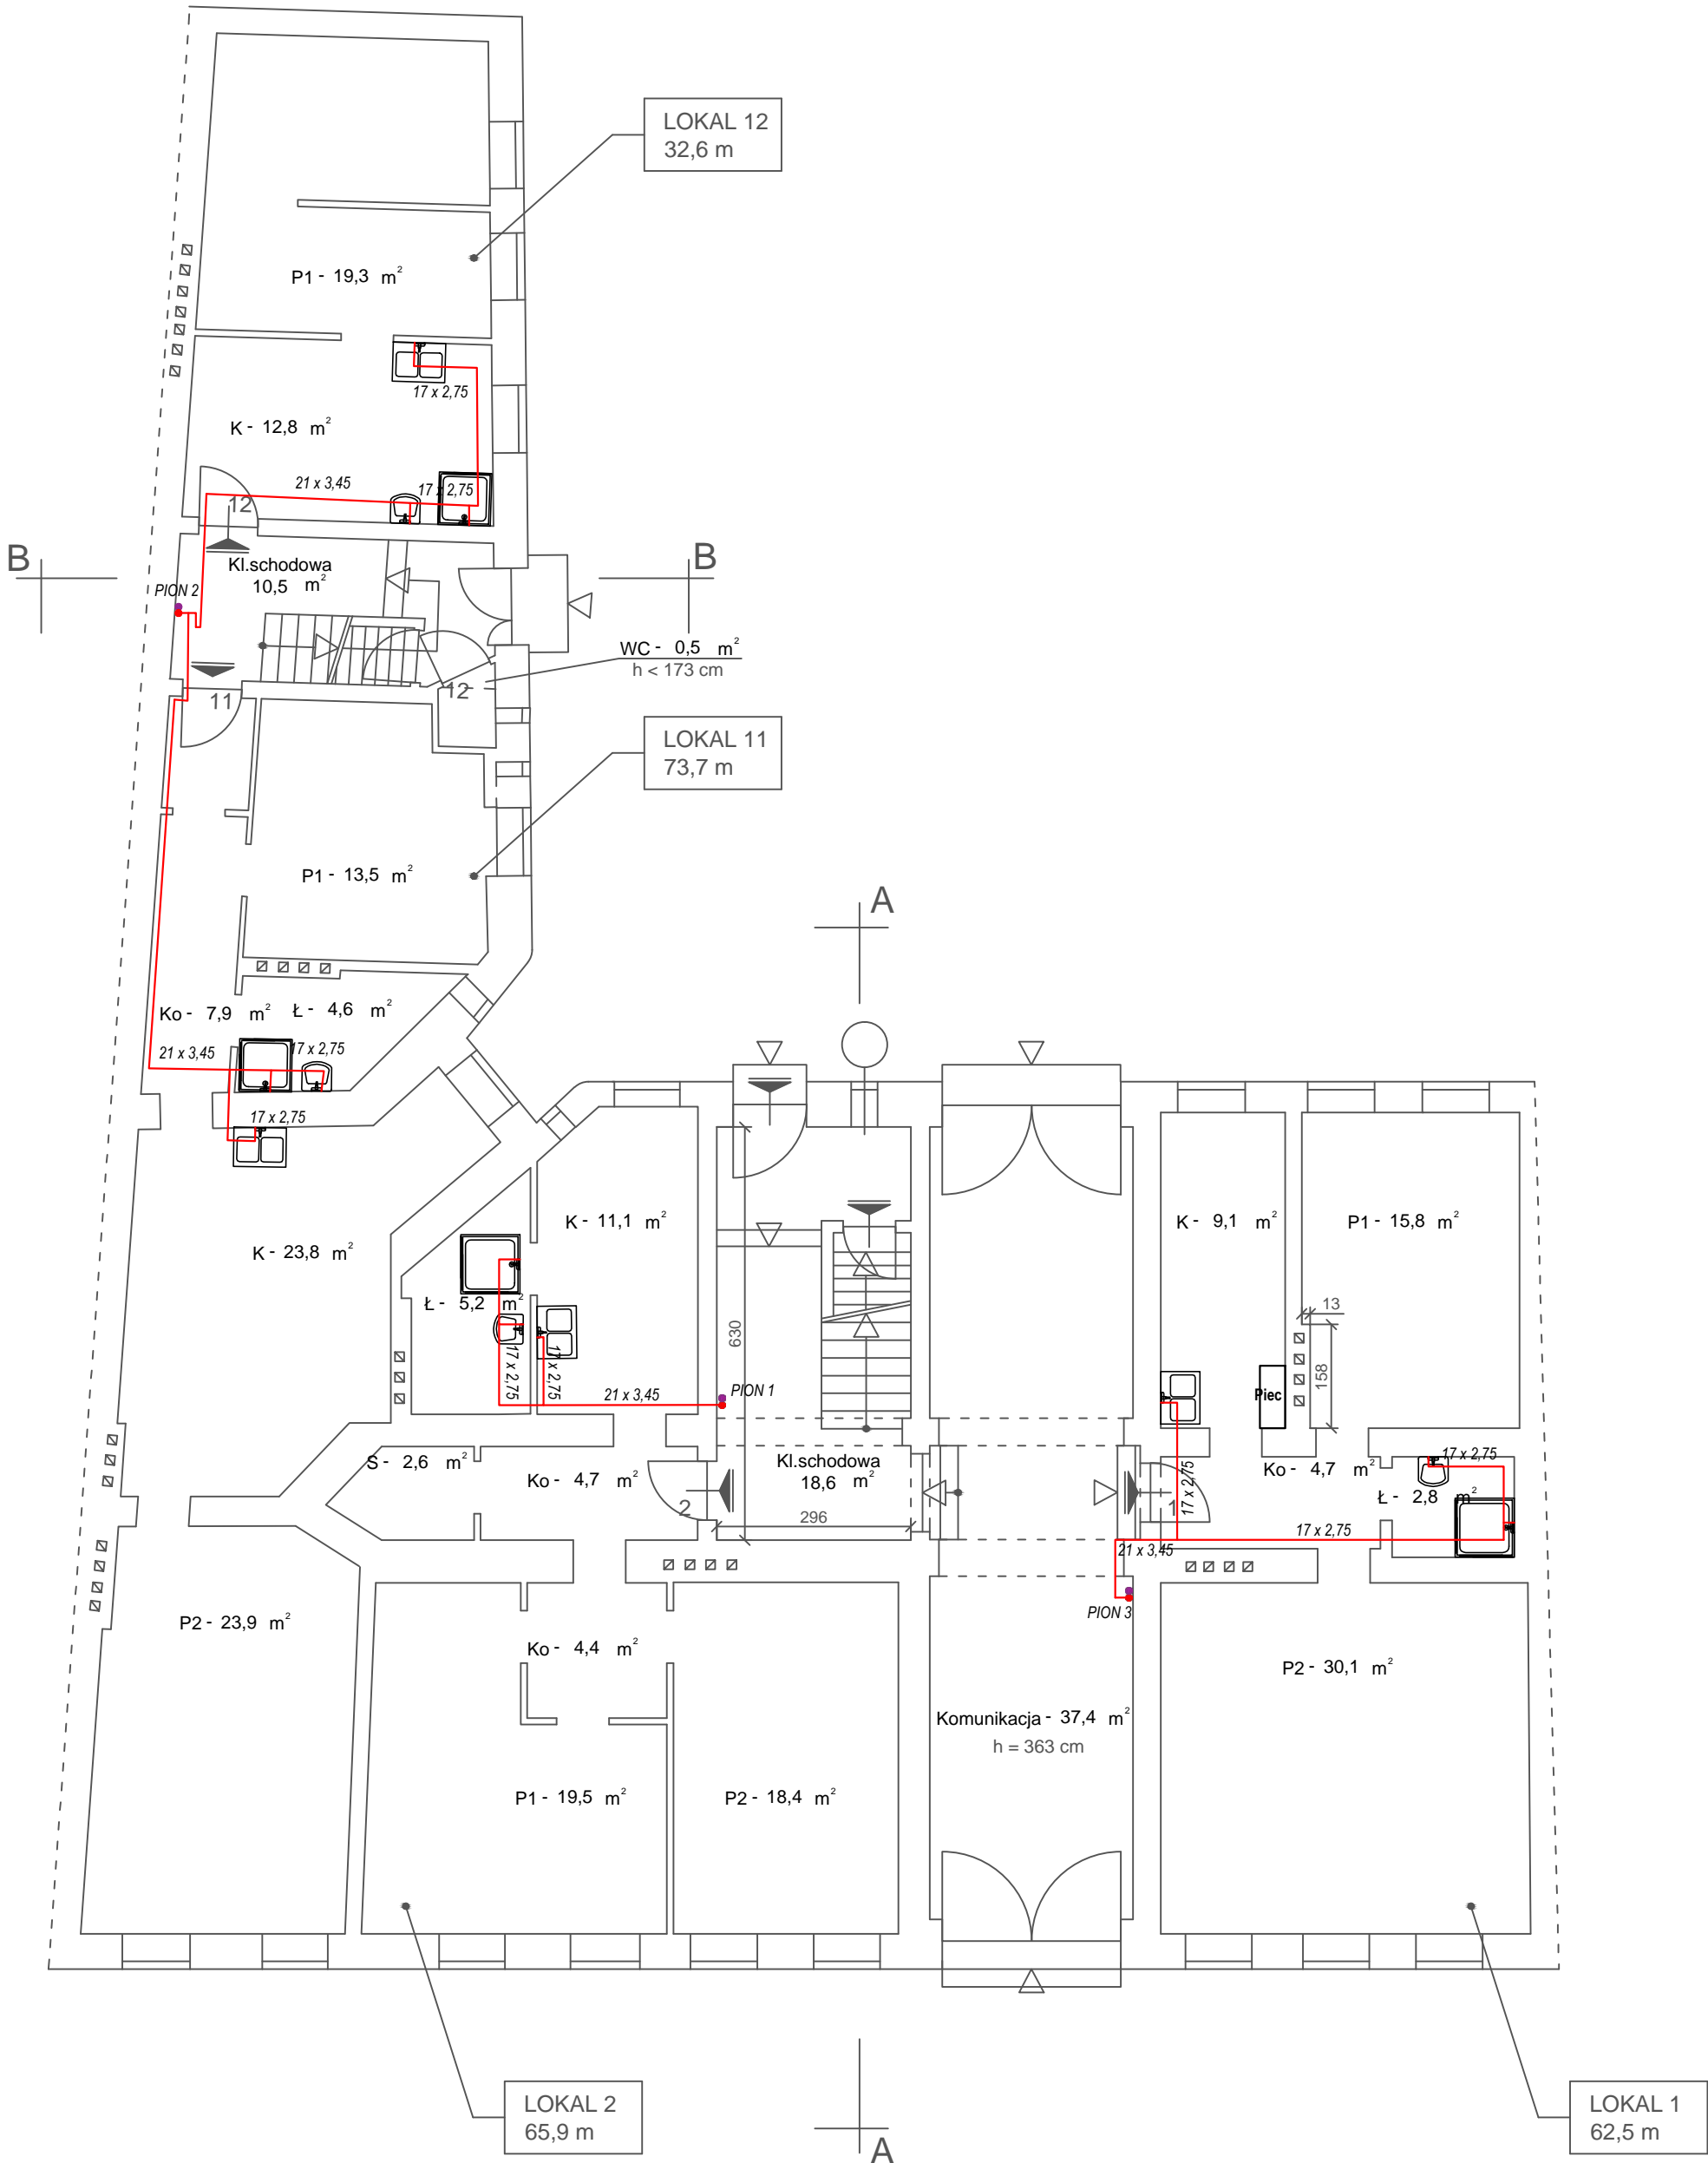 LOKAL 12
32,6 m
P1 - 19,3 m²
17 x 2,75
K - 12,8 m²
21 x 3,45
17 x 2,75
12
B
B
Kl.schodowa
10,5 m²
PION 2
WC - 0,5 m²
h < 173 cm
11
12
LOKAL 11
73,7 m
P1 - 13,5 m²
A
Ko - 7,9 m²
Ł - 4,6 m²
21 x 3,45
17 x 2,75
17 x 2,75
K - 11,1 m²
K - 9,1 m²
P1 - 15,8 m²
K - 23,8 m²
Ł - 5,2 m²
13
630
158
17 x 2,75
17 x 2,75
21 x 3,45
PION 1
Piec
S - 2,6 m²
Ko - 4,7 m²
Kl.schodowa
18,6 m²
17 x 2,75
Ko - 4,7 m²
17 x 2,75
Ł - 2,8 m²
2
296
1
17 x 2,75
21 x 3,45
PION 3
P2 - 23,9 m²
Ko - 4,4 m²
P2 - 30,1 m²
Komunikacja - 37,4 m²
h = 363 cm
P1 - 19,5 m²
P2 - 18,4 m²
LOKAL 2
65,9 m
LOKAL 1
62,5 m
A